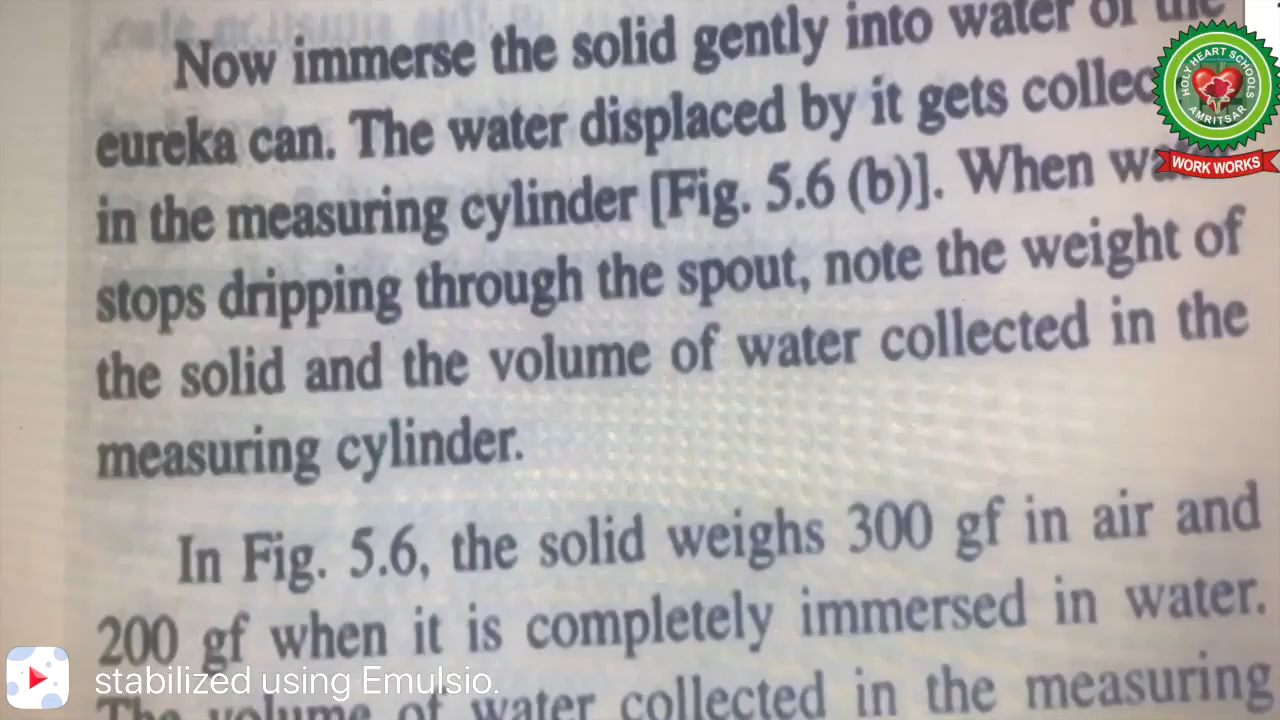 Now immerse the solid gently into water of the
eureka can. The water displaced by it gets collec
in the measuring cylinder [Fig. 5.6 (b)]. When wa
stops dripping through the spout, note the weight of
the solid and the volume of water collected in the
measuring cylinder.
In Fig. 5.6, the solid weighs 300 gf in air and
200 gf when it is completely immersed in water.
The volume of water collected in the measuring
HOLY HEART SCHOOLS
AMRITSAR
WORK WORKS
stabilized using Emulsio.